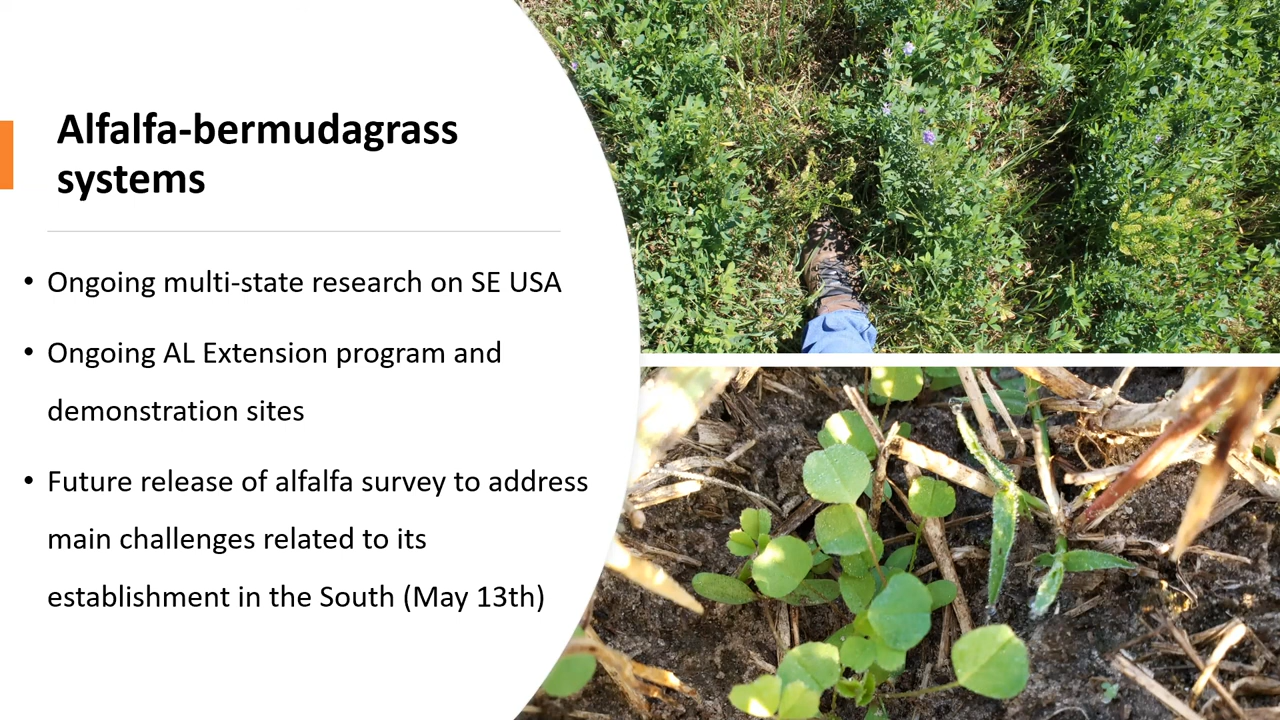 Alfalfa-bermudagrass
systems
• Ongoing multi-state research on SE USA
• Ongoing AL Extension program and
demonstration sites
• Future release of alfalfa survey to address
main challenges related to its
establishment in the South (May 13th)